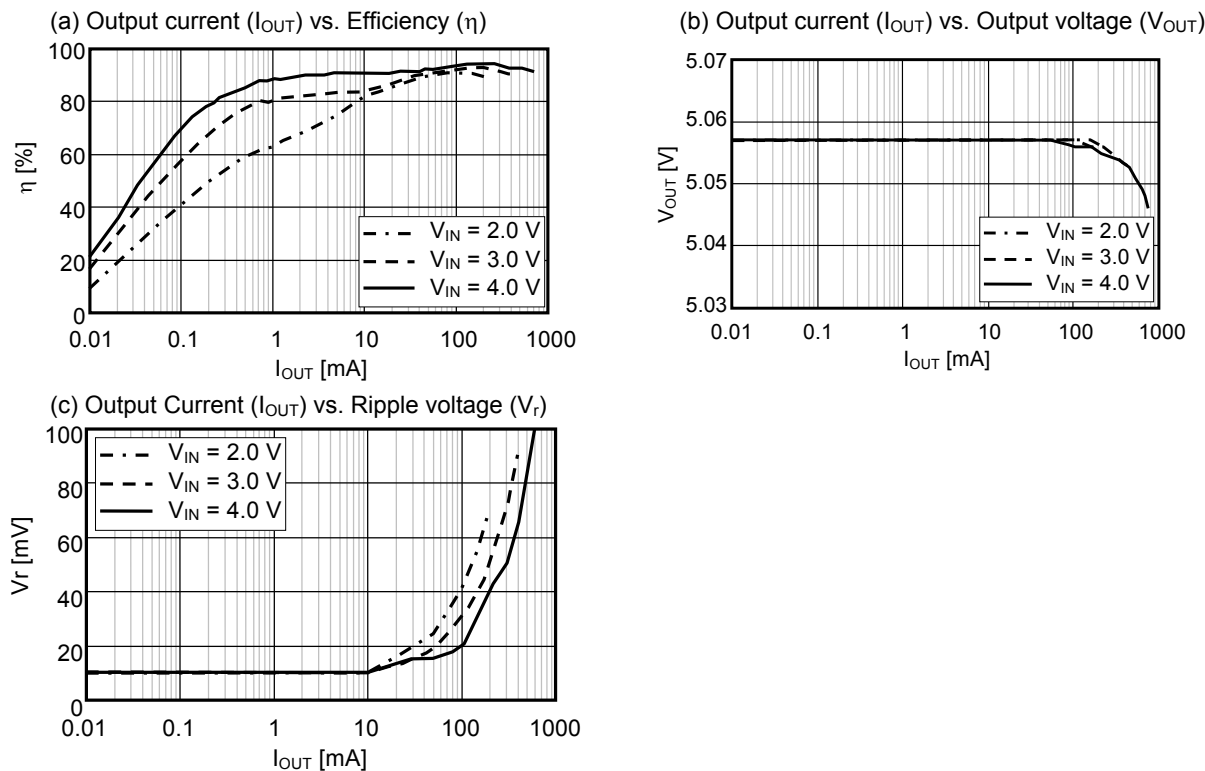 (a) Output current (IOUT) vs. Efficiency (η)
100
80
60
40
20
0
η [%]
VIN = 2.0 V
VIN = 3.0 V
VIN = 4.0 V
0.01 0.1 1 10 100 1000
IOUT [mA]
(b) Output current (IOUT) vs. Output voltage (VOUT)
5.07
5.06
5.05
5.04
5.03
VOUT [V]
VIN = 2.0 V
VIN = 3.0 V
VIN = 4.0 V
0.01 0.1 1 10 100 1000
IOUT [mA]
(c) Output Current (IOUT) vs. Ripple voltage (Vr)
100
80
60
40
20
0
Vr [mV]
VIN = 2.0 V
VIN = 3.0 V
VIN = 4.0 V
0.01 0.1 1 10 100 1000
IOUT [mA]